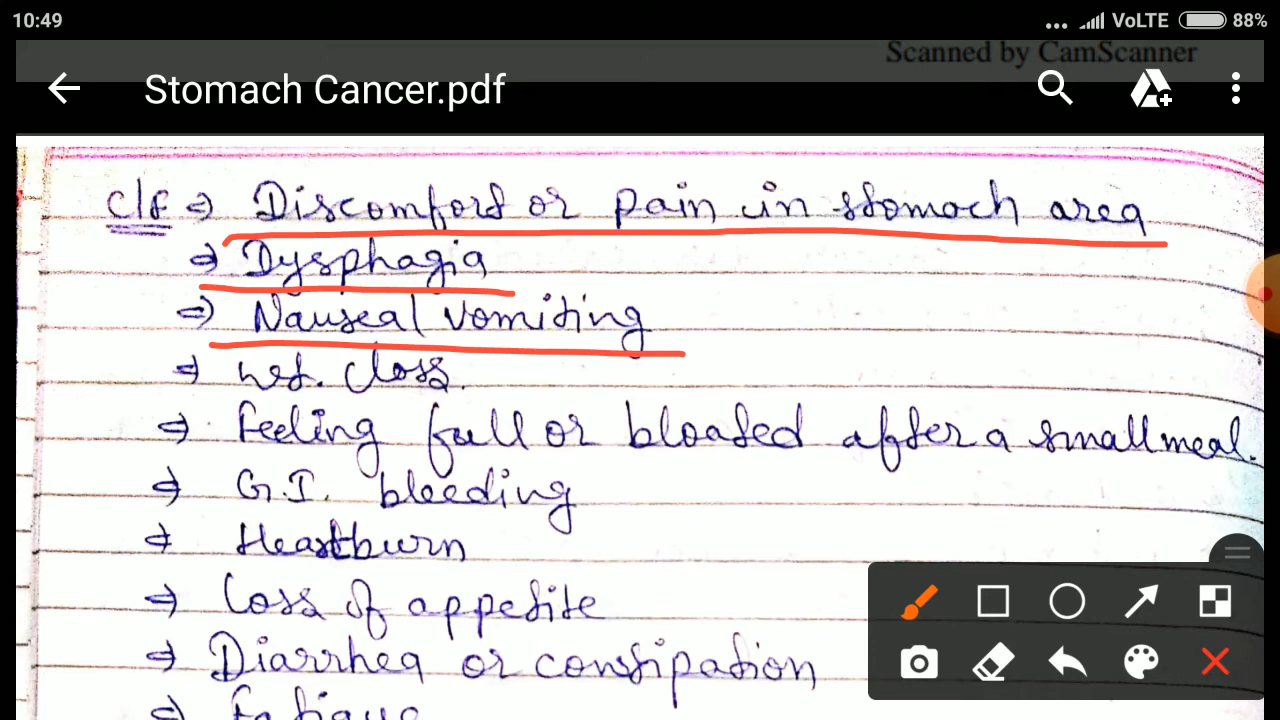 10:49 ... VoLTE 88%
Scanned by CamScanner
Stomach Cancer.pdf
C/F ⇒ Discomfort or pain in stomach area
⇒ Dysphagia
⇒ Nausea/vomiting
⇒ wt. loss.
⇒ Feeling full or bloated after a small meal.
⇒ G.I. bleeding
⇒ Heartburn
⇒ Loss of appetite
⇒ Diarrhea or constipation
⇒ Fatigue